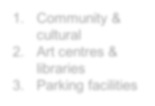 1. Community &
cultural
2. Art centres &
libraries
3. Parking facilities